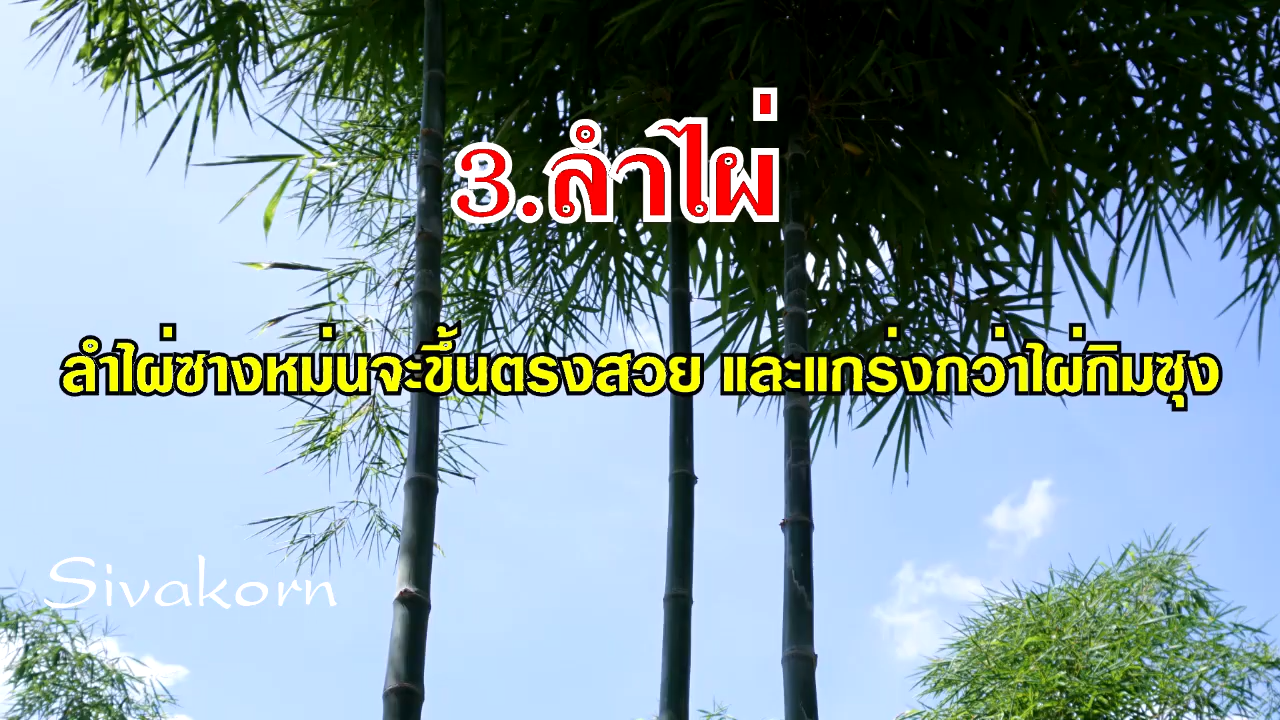 3.ลำไผ่
ลำไผ่ซางหม่นจะขึ้นตรงสวย และแกร่งกว่าไผ่กิมซุง
Sivakorn